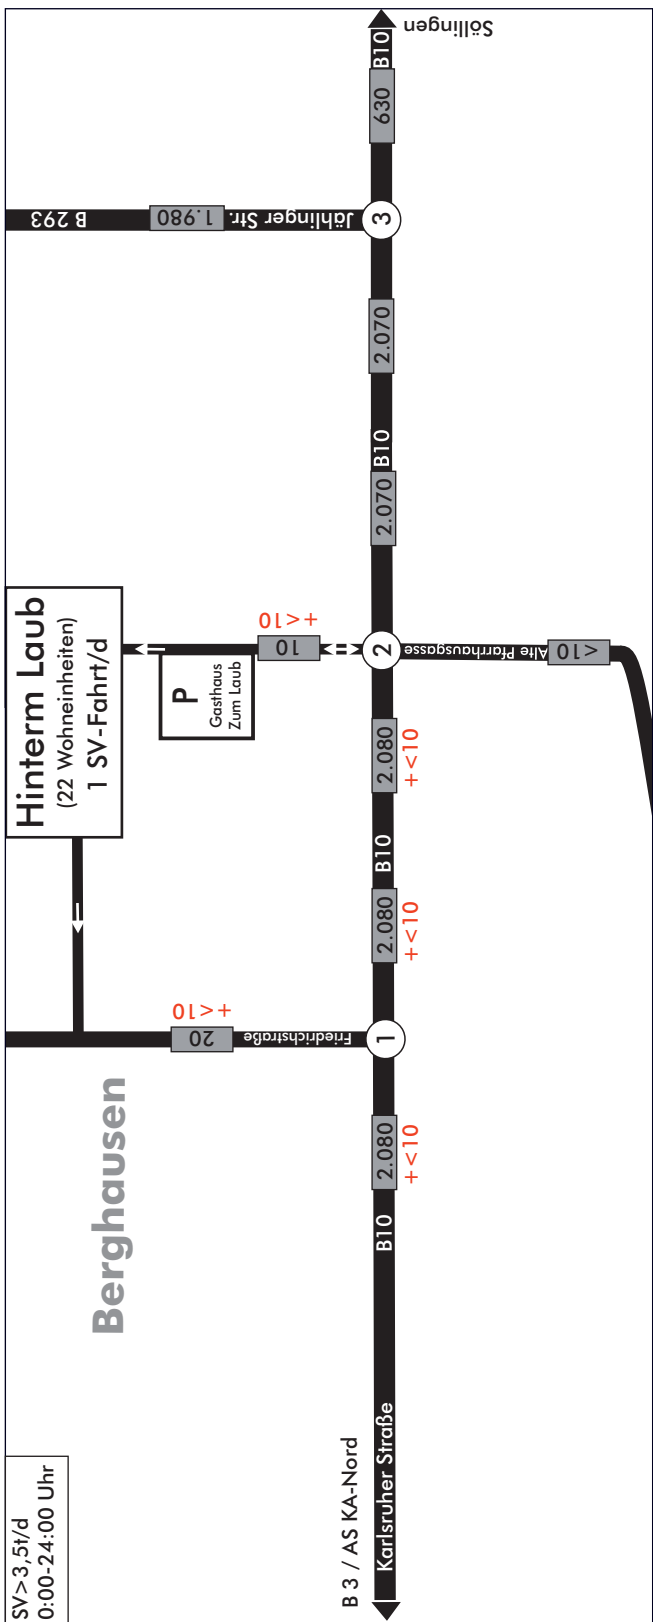 SV>3,5t/d
0:00-24:00 Uhr
Berghausen
Hinterm Laub
(22 Wohneinheiten)
1 SV-Fahrt/d
P
Gasthaus
Zum Laub
B 3 / AS KA-Nord
Karlsruher Straße
B10
2.080
+<10
1
Friedrichstraße
20
+<10
2.080
+<10
B10
2.080
+<10
2
10
+<10
Alte Pfarrhausgasse
<10
2.070
B10
2.070
3
Jählinger Str.
1.980
B 293
630
B10
Söllingen